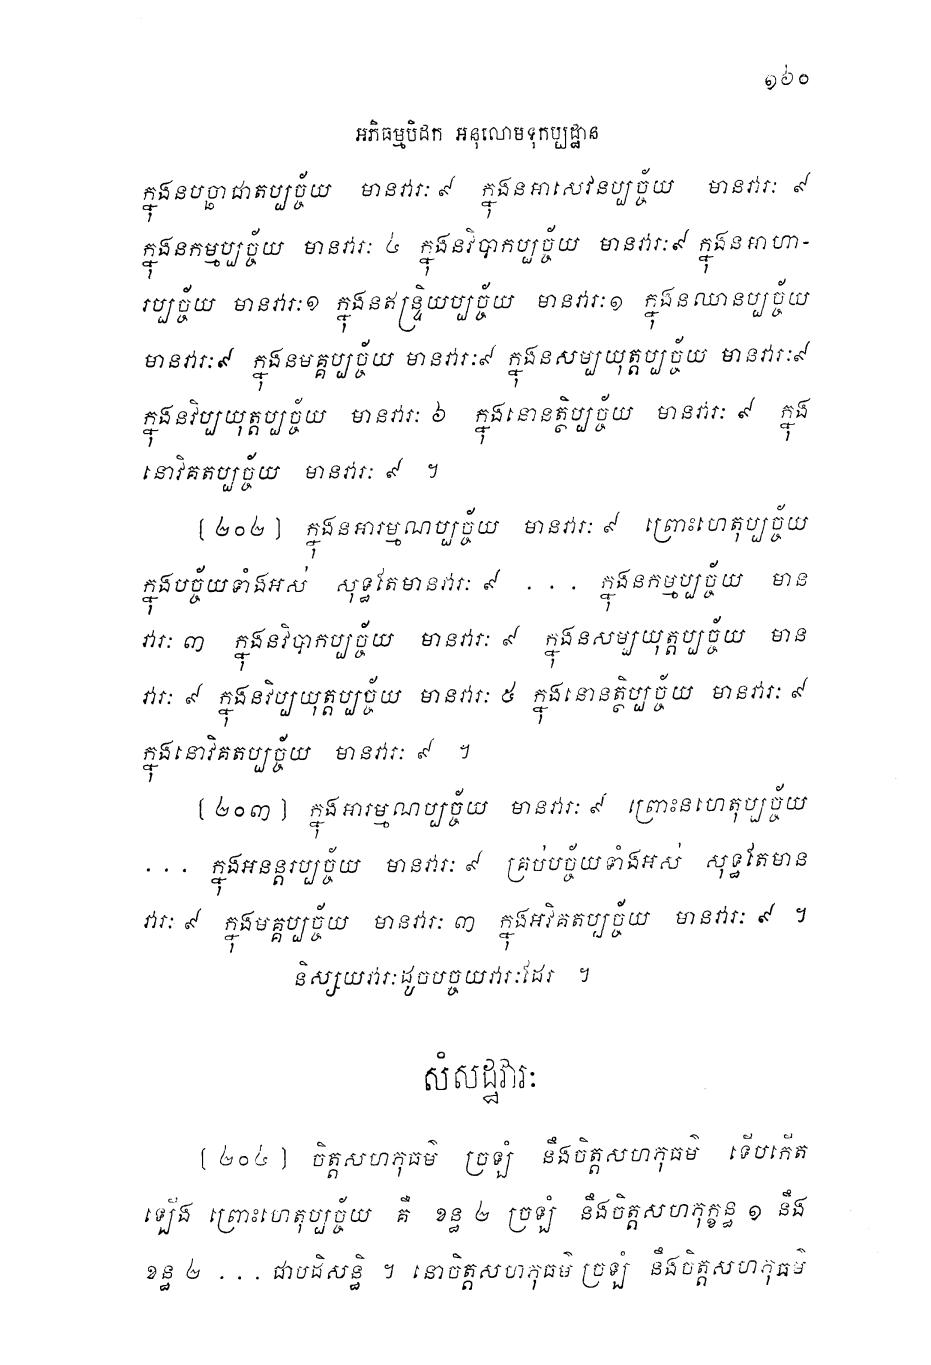 ១៦០
អភិធម្មបិដក អនុលោមទុកប្បដ្ឋាន
ក្នុងនបច្ឆាជាតប្បច្ច័យ មានវារៈ ៩ ក្នុងនអាសេវនប្បច្ច័យ មានវារៈ ៩
ក្នុងនកម្មប្បច្ច័យ មានវារៈ ៤ ក្នុងនវិបាកប្បច្ច័យ មានវារៈ ៩ ក្នុងនអាហា-
រប្បច្ច័យ មានវារៈ ១ ក្នុងនឥន្ទ្រិយប្បច្ច័យ មានវារៈ ១ ក្នុងនឈានប្បច្ច័យ
មានវារៈ ៩ ក្នុងនមគ្គប្បច្ច័យ មានវារៈ ៩ ក្នុងនសម្បយុត្តប្បច្ច័យ មានវារៈ ៩
ក្នុងនវិប្បយុត្តប្បច្ច័យ មានវារៈ ៦ ក្នុងនោនត្ថិប្បច្ច័យ មានវារៈ ៩ ក្នុង
នោវិគតប្បច្ច័យ មានវារៈ ៩ ។
(២០២) ក្នុងនអារម្មណប្បច្ច័យ មានវារៈ ៩ ព្រោះហេតុប្បច្ច័យ
ក្នុងបច្ច័យទាំងអស់ សុទ្ធតែមានវារៈ ៩ . . . ក្នុងនកម្មប្បច្ច័យ មាន
វារៈ ៣ ក្នុងនវិបាកប្បច្ច័យ មានវារៈ ៩ ក្នុងនសម្បយុត្តប្បច្ច័យ មាន
វារៈ ៩ ក្នុងនវិប្បយុត្តប្បច្ច័យ មានវារៈ ៥ ក្នុងនោនត្ថិប្បច្ច័យ មានវារៈ ៩
ក្នុងនោវិគតប្បច្ច័យ មានវារៈ ៩ ។
(២០៣) ក្នុងអារម្មណប្បច្ច័យ មានវារៈ ៩ ព្រោះនហេតុប្បច្ច័យ
. . . ក្នុងអនន្តរប្បច្ច័យ មានវារៈ ៩ គ្រប់បច្ច័យទាំងអស់ សុទ្ធតែមាន
វារៈ ៩ ក្នុងមគ្គប្បច្ច័យ មានវារៈ ៣ ក្នុងអវិគតប្បច្ច័យ មានវារៈ ៩ ។
និស្សយវារៈដូចបច្ចយវារៈដែរ ។
សំសដ្ឋវារៈ
(២០៤) ចិត្តសហកុធម៌ ច្រឡំ នឹងចិត្តសហកុធម៌ ទើបកើត
ឡើង ព្រោះហេតុប្បច្ច័យ គឺ ខន្ធ ២ ច្រឡំ នឹងចិត្តសហកុក្ខន្ធ ១ នឹង
ខន្ធ ២ . . . ជាបដិសន្ធិ ។ នោចិត្តសហកុធម៌ ច្រឡំ នឹងចិត្តសហកុធម៌